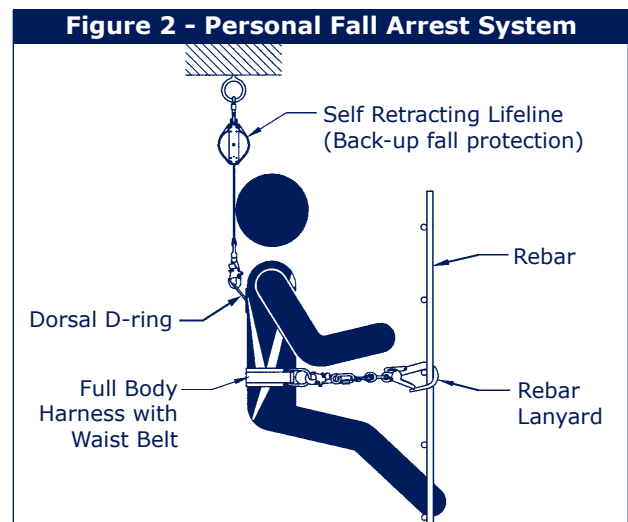 Figure 2 - Personal Fall Arrest System
Self Retracting Lifeline
(Back-up fall protection)
Rebar
Dorsal D-ring
Full Body
Harness with
Waist Belt
Rebar
Lanyard